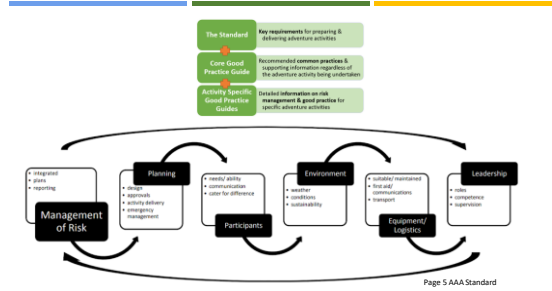 The Standard
Key requirements for preparing &
delivering adventure activities
Core Good
Practice Guide
Recommended common practices &
supporting information regardless of
the adventure activity being undertaken
Activity Specific
Good Practice
Guides
Detailed information on risk
management & good practice for
specific adventure activities
• integrated
• plans
• reporting
Management
of Risk
Planning
• design
• approvals
• activity delivery
• emergency
management
• needs/ ability
• communication
• cater for difference
Participants
Environment
• weather
• conditions
• sustainability
• suitable/ maintained
• first aid/
communications
• transport
Equipment/
Logistics
Leadership
• roles
• competence
• supervision
Page 5 AAA Standard